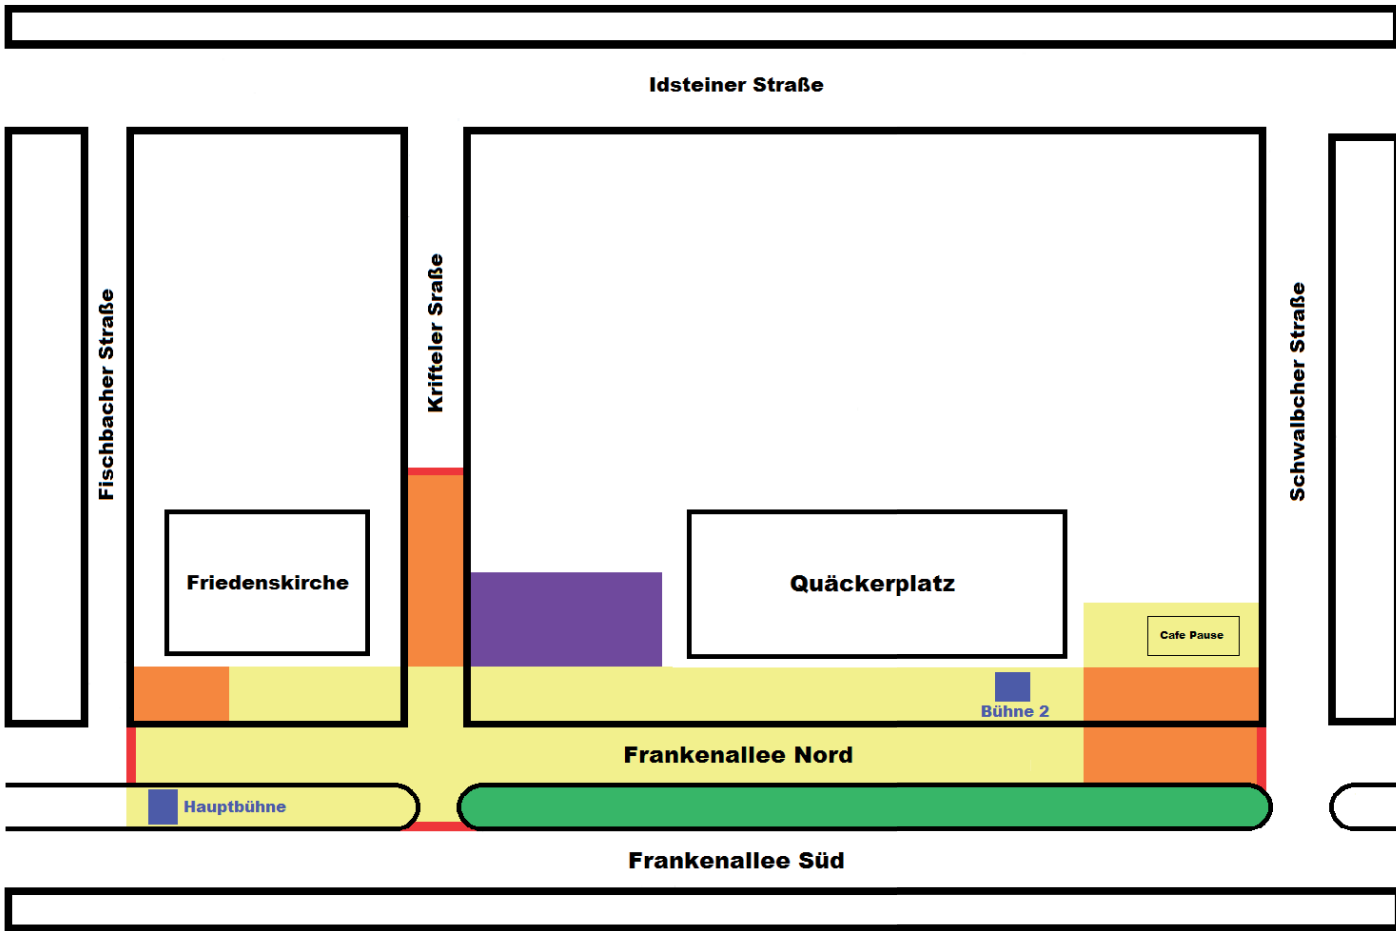 Idsteiner Straße
Fischbacher Straße
Krifteler Sraße
Schwalbcher Straße
Friedenskirche
Quäckerplatz
Cafe Pause
Bühne 2
Frankenallee Nord
Hauptbühne
Frankenallee Süd